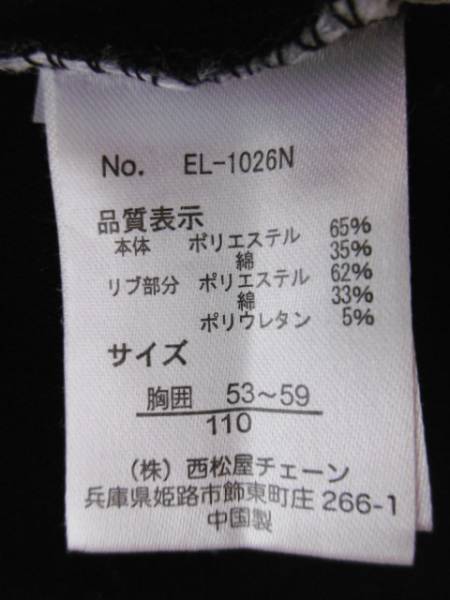 No. EL-1026N
品質表示
本体 ポリエステル 65%
綿 35%
リブ部分 ポリエステル 62%
綿 33%
ポリウレタン 5%
サイズ
胸囲 53～59
110
(株) 西松屋チェーン
兵庫県姫路市飾東町庄 266-1
中国製